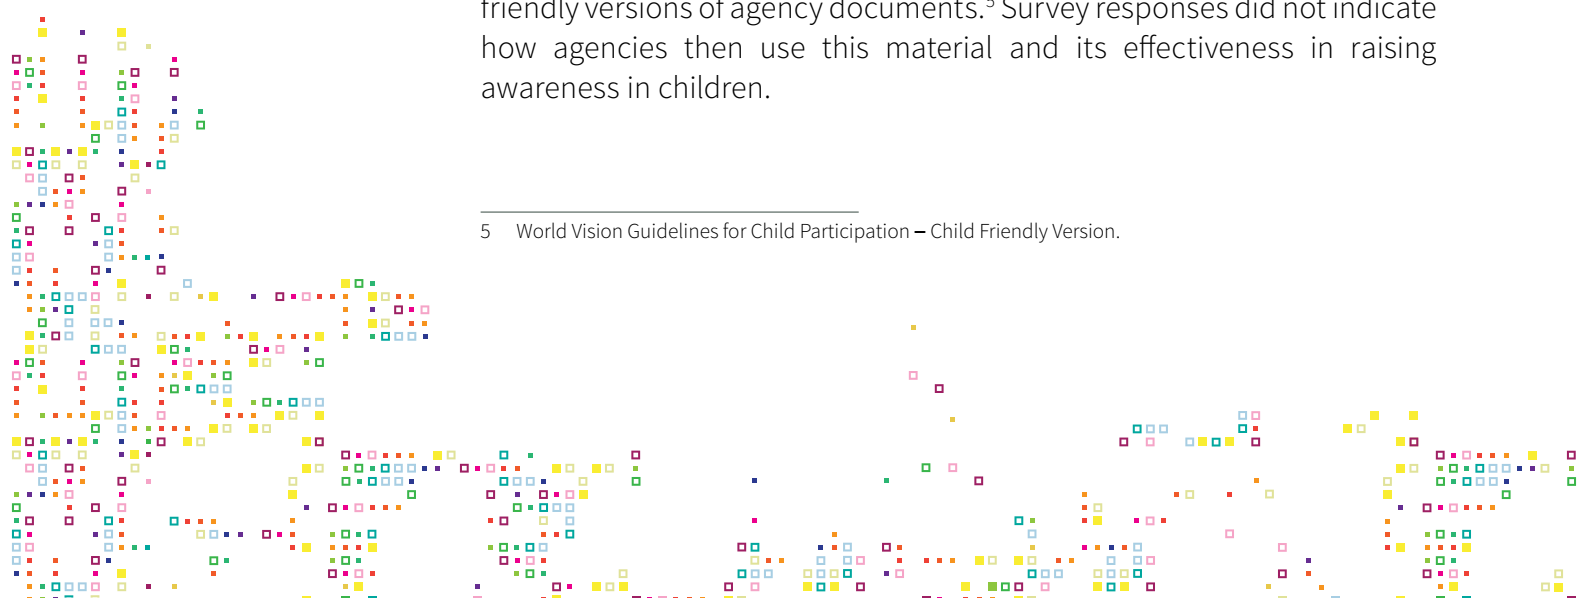 friendly versions of agency documents.⁵ Survey responses did not indicate
how agencies then use this material and its effectiveness in raising
awareness in children.
5 World Vision Guidelines for Child Participation – Child Friendly Version.